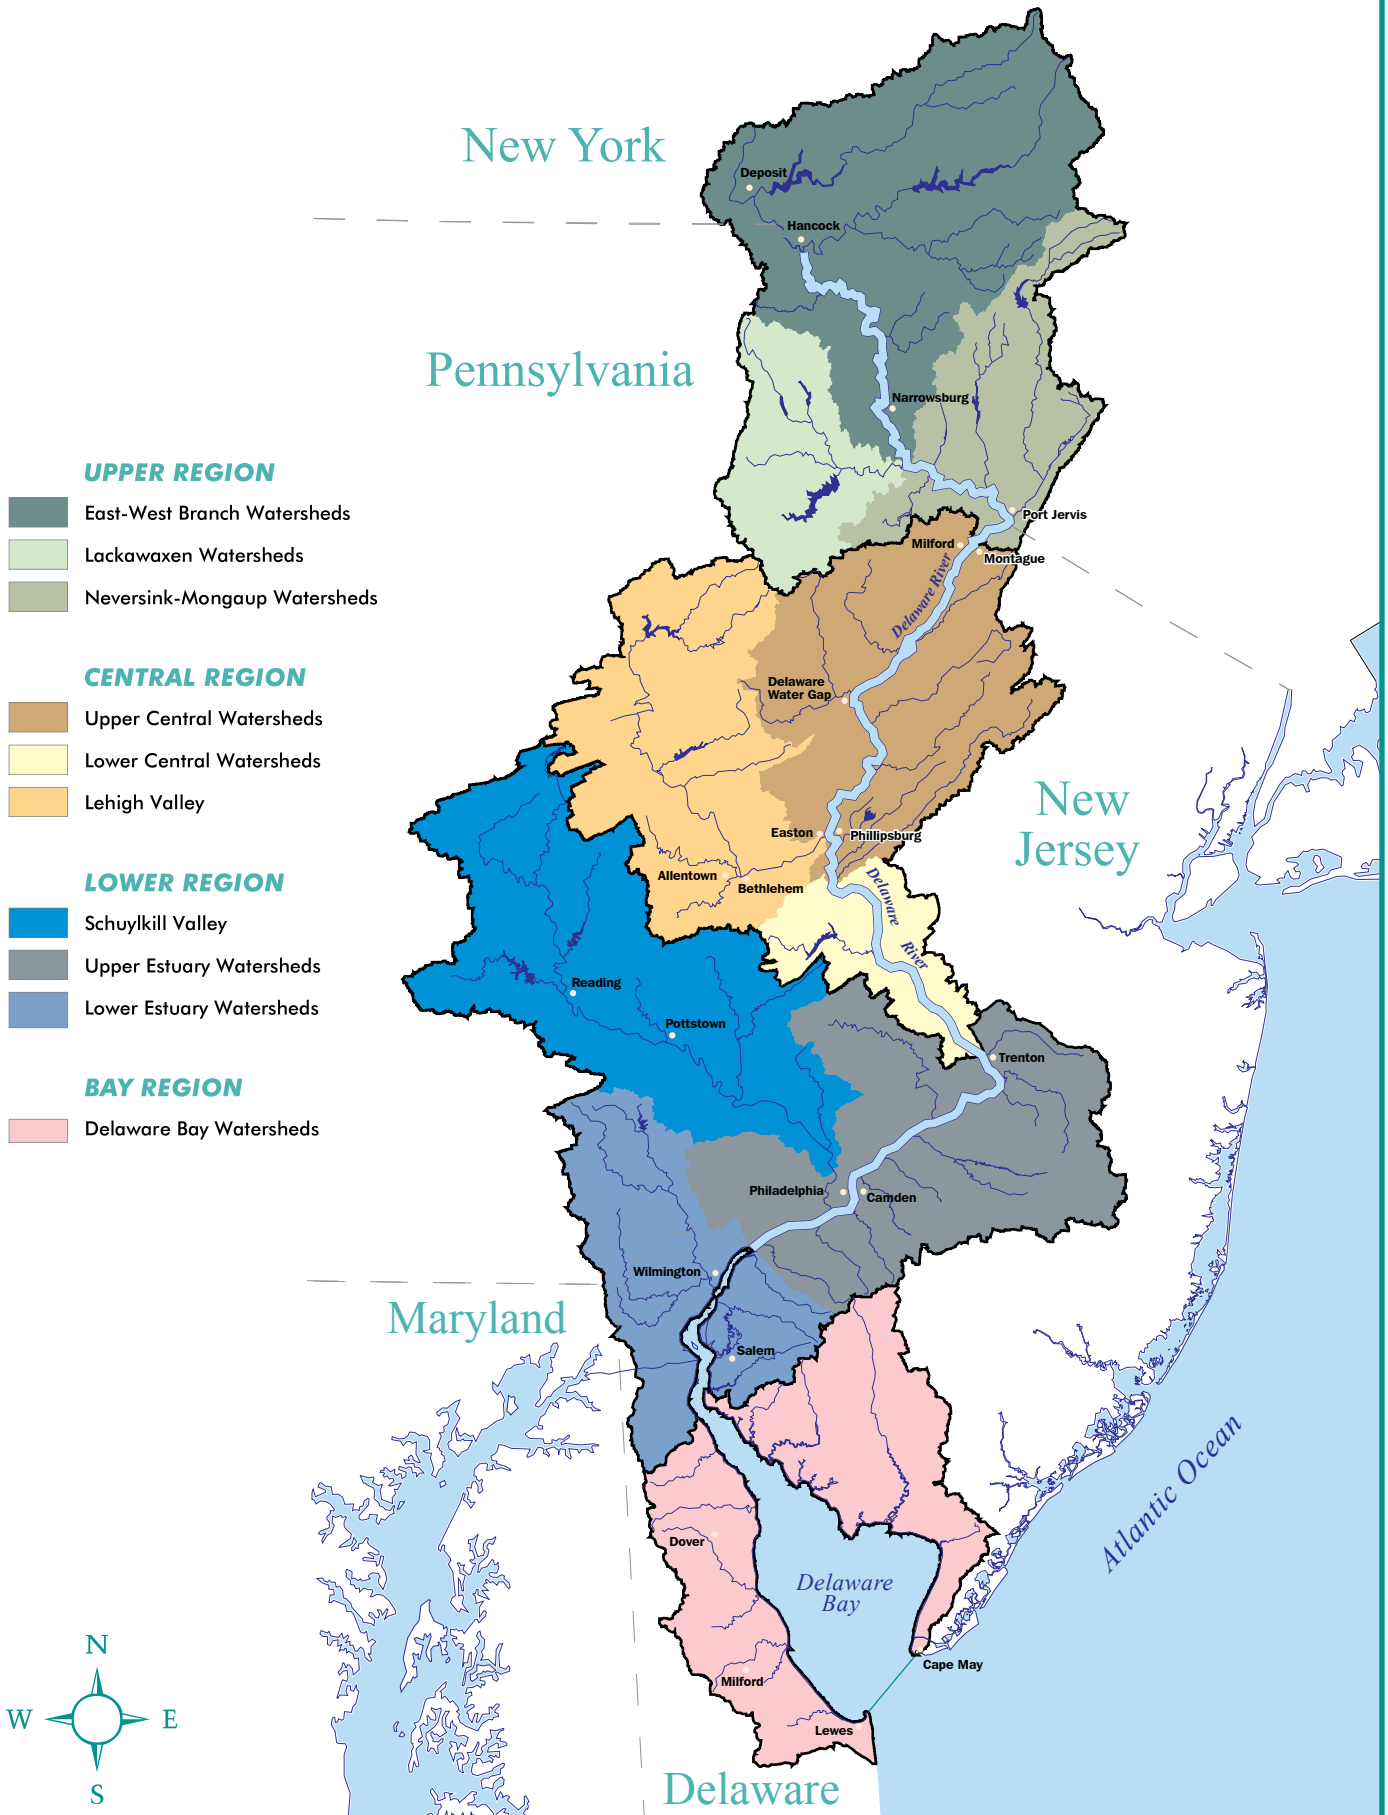 New York
Deposit
Hancock
Pennsylvania
Narrowsburg
UPPER REGION
East-West Branch Watersheds
Lackawaxen Watersheds
Neversink-Mongaup Watersheds
Port Jervis
Milford
Montague
Delaware River
CENTRAL REGION
Upper Central Watersheds
Lower Central Watersheds
Lehigh Valley
Delaware
Water Gap
New
Jersey
Easton
Phillipsburg
Allentown
Bethlehem
Delaware
River
LOWER REGION
Schuylkill Valley
Upper Estuary Watersheds
Lower Estuary Watersheds
Reading
Pottstown
Trenton
BAY REGION
Delaware Bay Watersheds
Philadelphia
Camden
Wilmington
Maryland
Salem
Atlantic Ocean
Dover
Delaware
Bay
Cape May
Milford
Lewes
Delaware
N
W
E
S